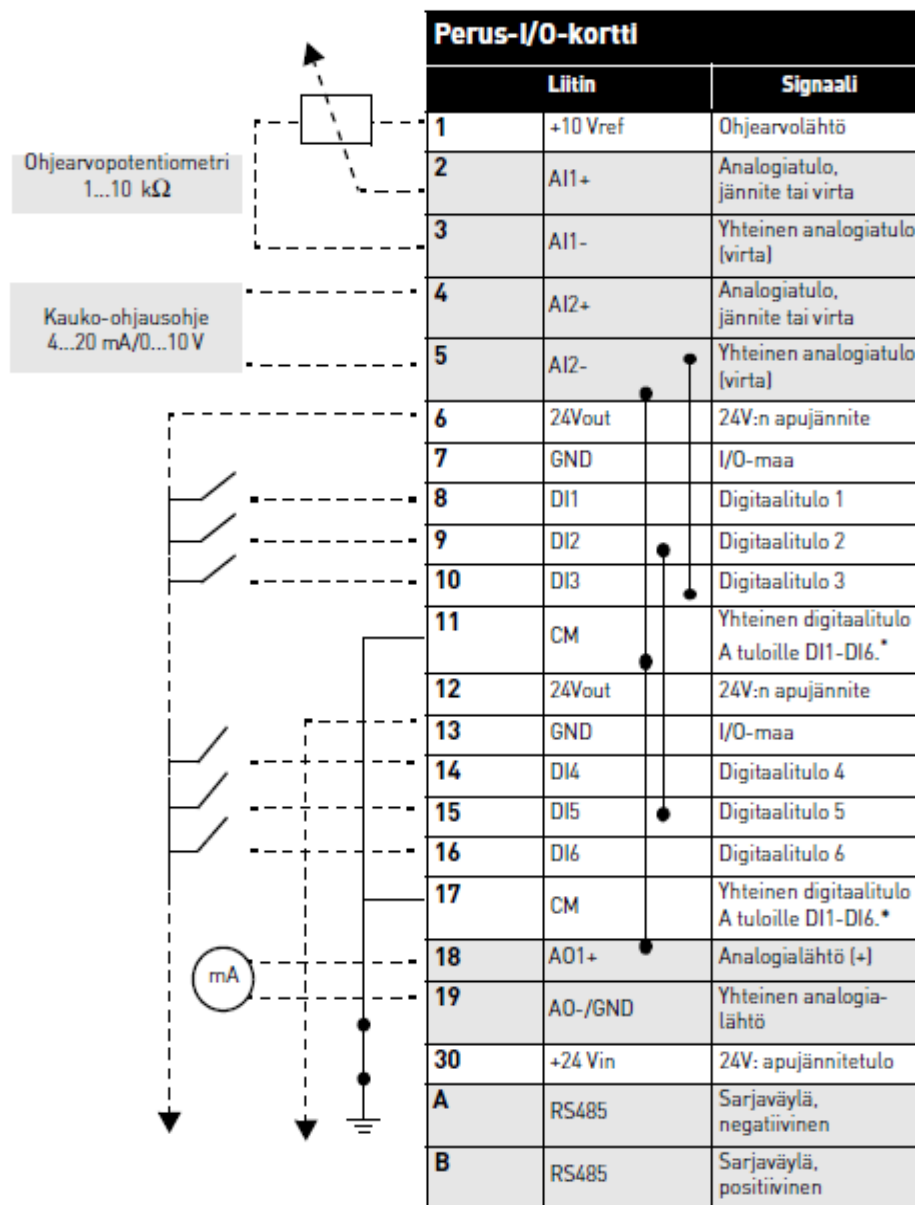 Perus-I/O-kortti
Liitin Signaali
1 +10 Vref Ohjearvolähtö
Ohjearvopotentiometri
1...10 kΩ
2 AI1+ Analogiatulo,
jännite tai virta
3 AI1- Yhteinen analogiatulo
(virta)
Kauko-ohjausohje
4...20 mA/0...10 V
4 AI2+ Analogiatulo,
jännite tai virta
5 AI2- Yhteinen analogiatulo
(virta)
6 24Vout 24V:n apujännite
7 GND I/O-maa
8 DI1 Digitaalitulo 1
9 DI2 Digitaalitulo 2
10 DI3 Digitaalitulo 3
11 CM Yhteinen digitaalitulo
A tuloille DI1-DI6.*
12 24Vout 24V:n apujännite
13 GND I/O-maa
14 DI4 Digitaalitulo 4
15 DI5 Digitaalitulo 5
16 DI6 Digitaalitulo 6
17 CM Yhteinen digitaalitulo
A tuloille DI1-DI6.*
mA
18 AO1+ Analogialähtö (+)
19 AO-/GND Yhteinen analogia-
lähtö
30 +24 Vin 24V: apujännitetulo
A RS485 Sarjaväylä,
negatiivinen
B RS485 Sarjaväylä,
positiivinen